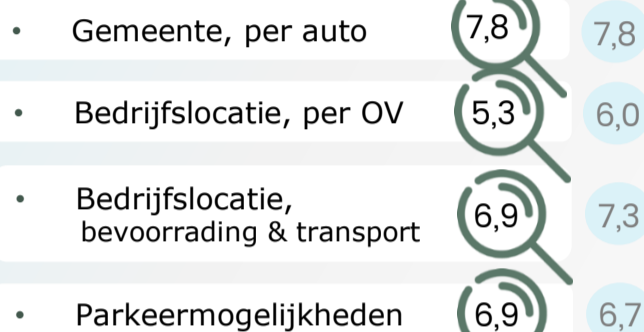 • Gemeente, per auto 7,8 7,8
• Bedrijfslocatie, per OV 5,3 6,0
• Bedrijfslocatie,
bevoorrading & transport 6,9 7,3
• Parkeermogelijkheden 6,9 6,7